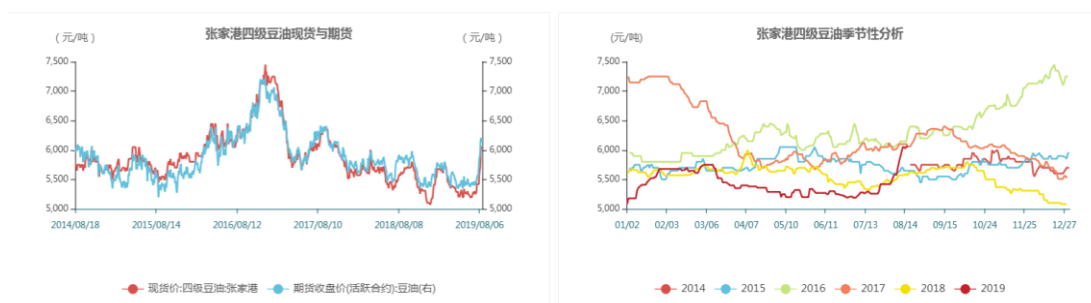 张家港四级豆油现货与期货
（元/吨） （元/吨）
7,500 7,500
7,000 7,000
6,500 6,500
6,000 6,000
5,500 5,500
5,000 5,000
2014/08/18 2015/08/14 2016/08/12 2017/08/10 2018/08/08 2019/08/06
现货价:四级豆油:张家港 期货收盘价(活跃合约):豆油(右)
张家港四级豆油季节性分析
(元/吨)
7,500
7,000
6,500
6,000
5,500
5,000
01/02 02/03 03/06 04/07 05/10 06/11 07/13 08/14 09/15 10/24 11/25 12/27
2014 2015 2016 2017 2018 2019